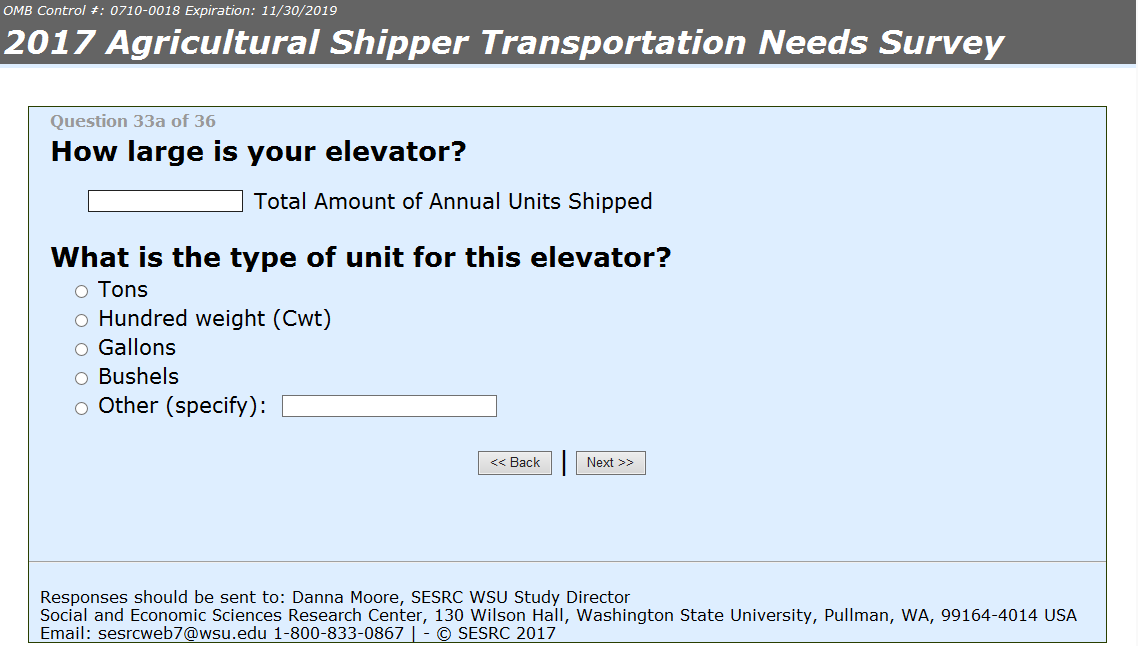 OMB Control #: 0710-0018 Expiration: 11/30/2019
2017 Agricultural Shipper Transportation Needs Survey
Question 33a of 36
How large is your elevator?
Total Amount of Annual Units Shipped
What is the type of unit for this elevator?
Tons
Hundred weight (Cwt)
Gallons
Bushels
Other (specify):
<< Back | Next >>
Responses should be sent to: Danna Moore, SESRC WSU Study Director
Social and Economic Sciences Research Center, 130 Wilson Hall, Washington State University, Pullman, WA, 99164-4014 USA
Email: sesrcweb7@wsu.edu 1-800-833-0867 | - © SESRC 2017